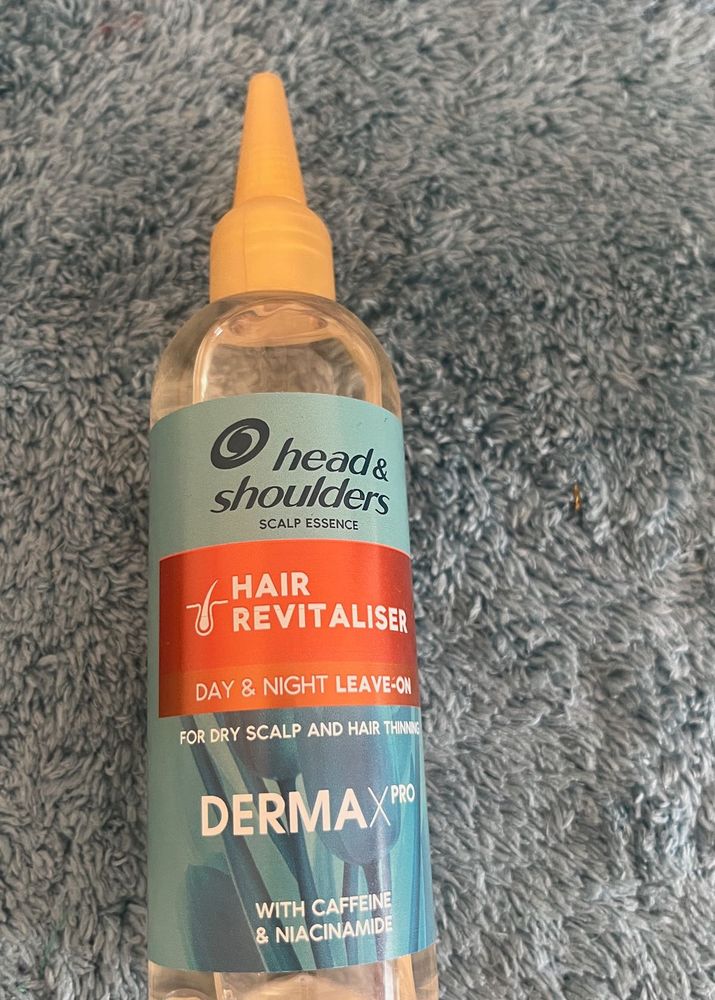 head &
shoulders
SCALP ESSENCE
HAIR
REVITALISER
DAY & NIGHT LEAVE-ON
FOR DRY SCALP AND HAIR THINNING
DERMAXPRO
WITH CAFFEINE
& NIACINAMIDE